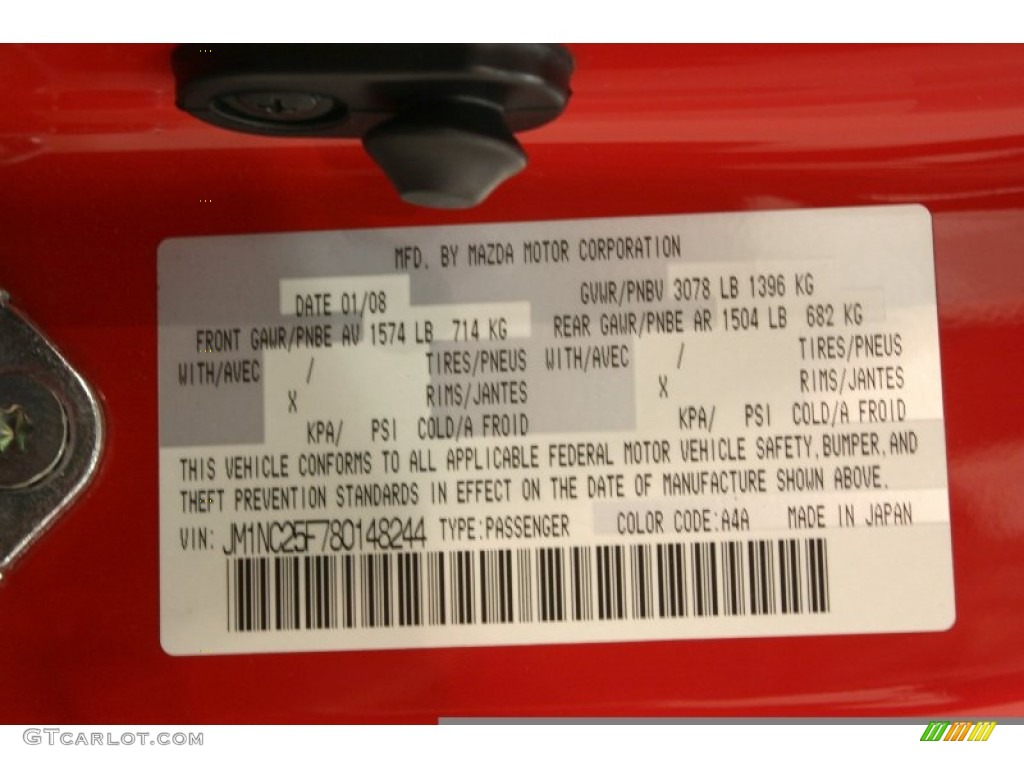 MFD. BY MAZDA MOTOR CORPORATION
DATE 01/08 GVWR/PNBV 3078 LB 1396 KG
FRONT GAWR/PNBE AV 1574 LB 714 KG REAR GAWR/PNBE AR 1504 LB 682 KG
WITH/AVEC / TIRES/PNEUS WITH/AVEC / TIRES/PNEUS
X RIMS/JANTES X RIMS/JANTES
KPA/ PSI COLD/A FROID KPA/ PSI COLD/A FROID
THIS VEHICLE CONFORMS TO ALL APPLICABLE FEDERAL MOTOR VEHICLE SAFETY, BUMPER, AND
THEFT PREVENTION STANDARDS IN EFFECT ON THE DATE OF MANUFACTURE SHOWN ABOVE.
VIN: JM1NC25F780148244 TYPE:PASSENGER COLOR CODE:A4A MADE IN JAPAN
GTCARLOT.COM